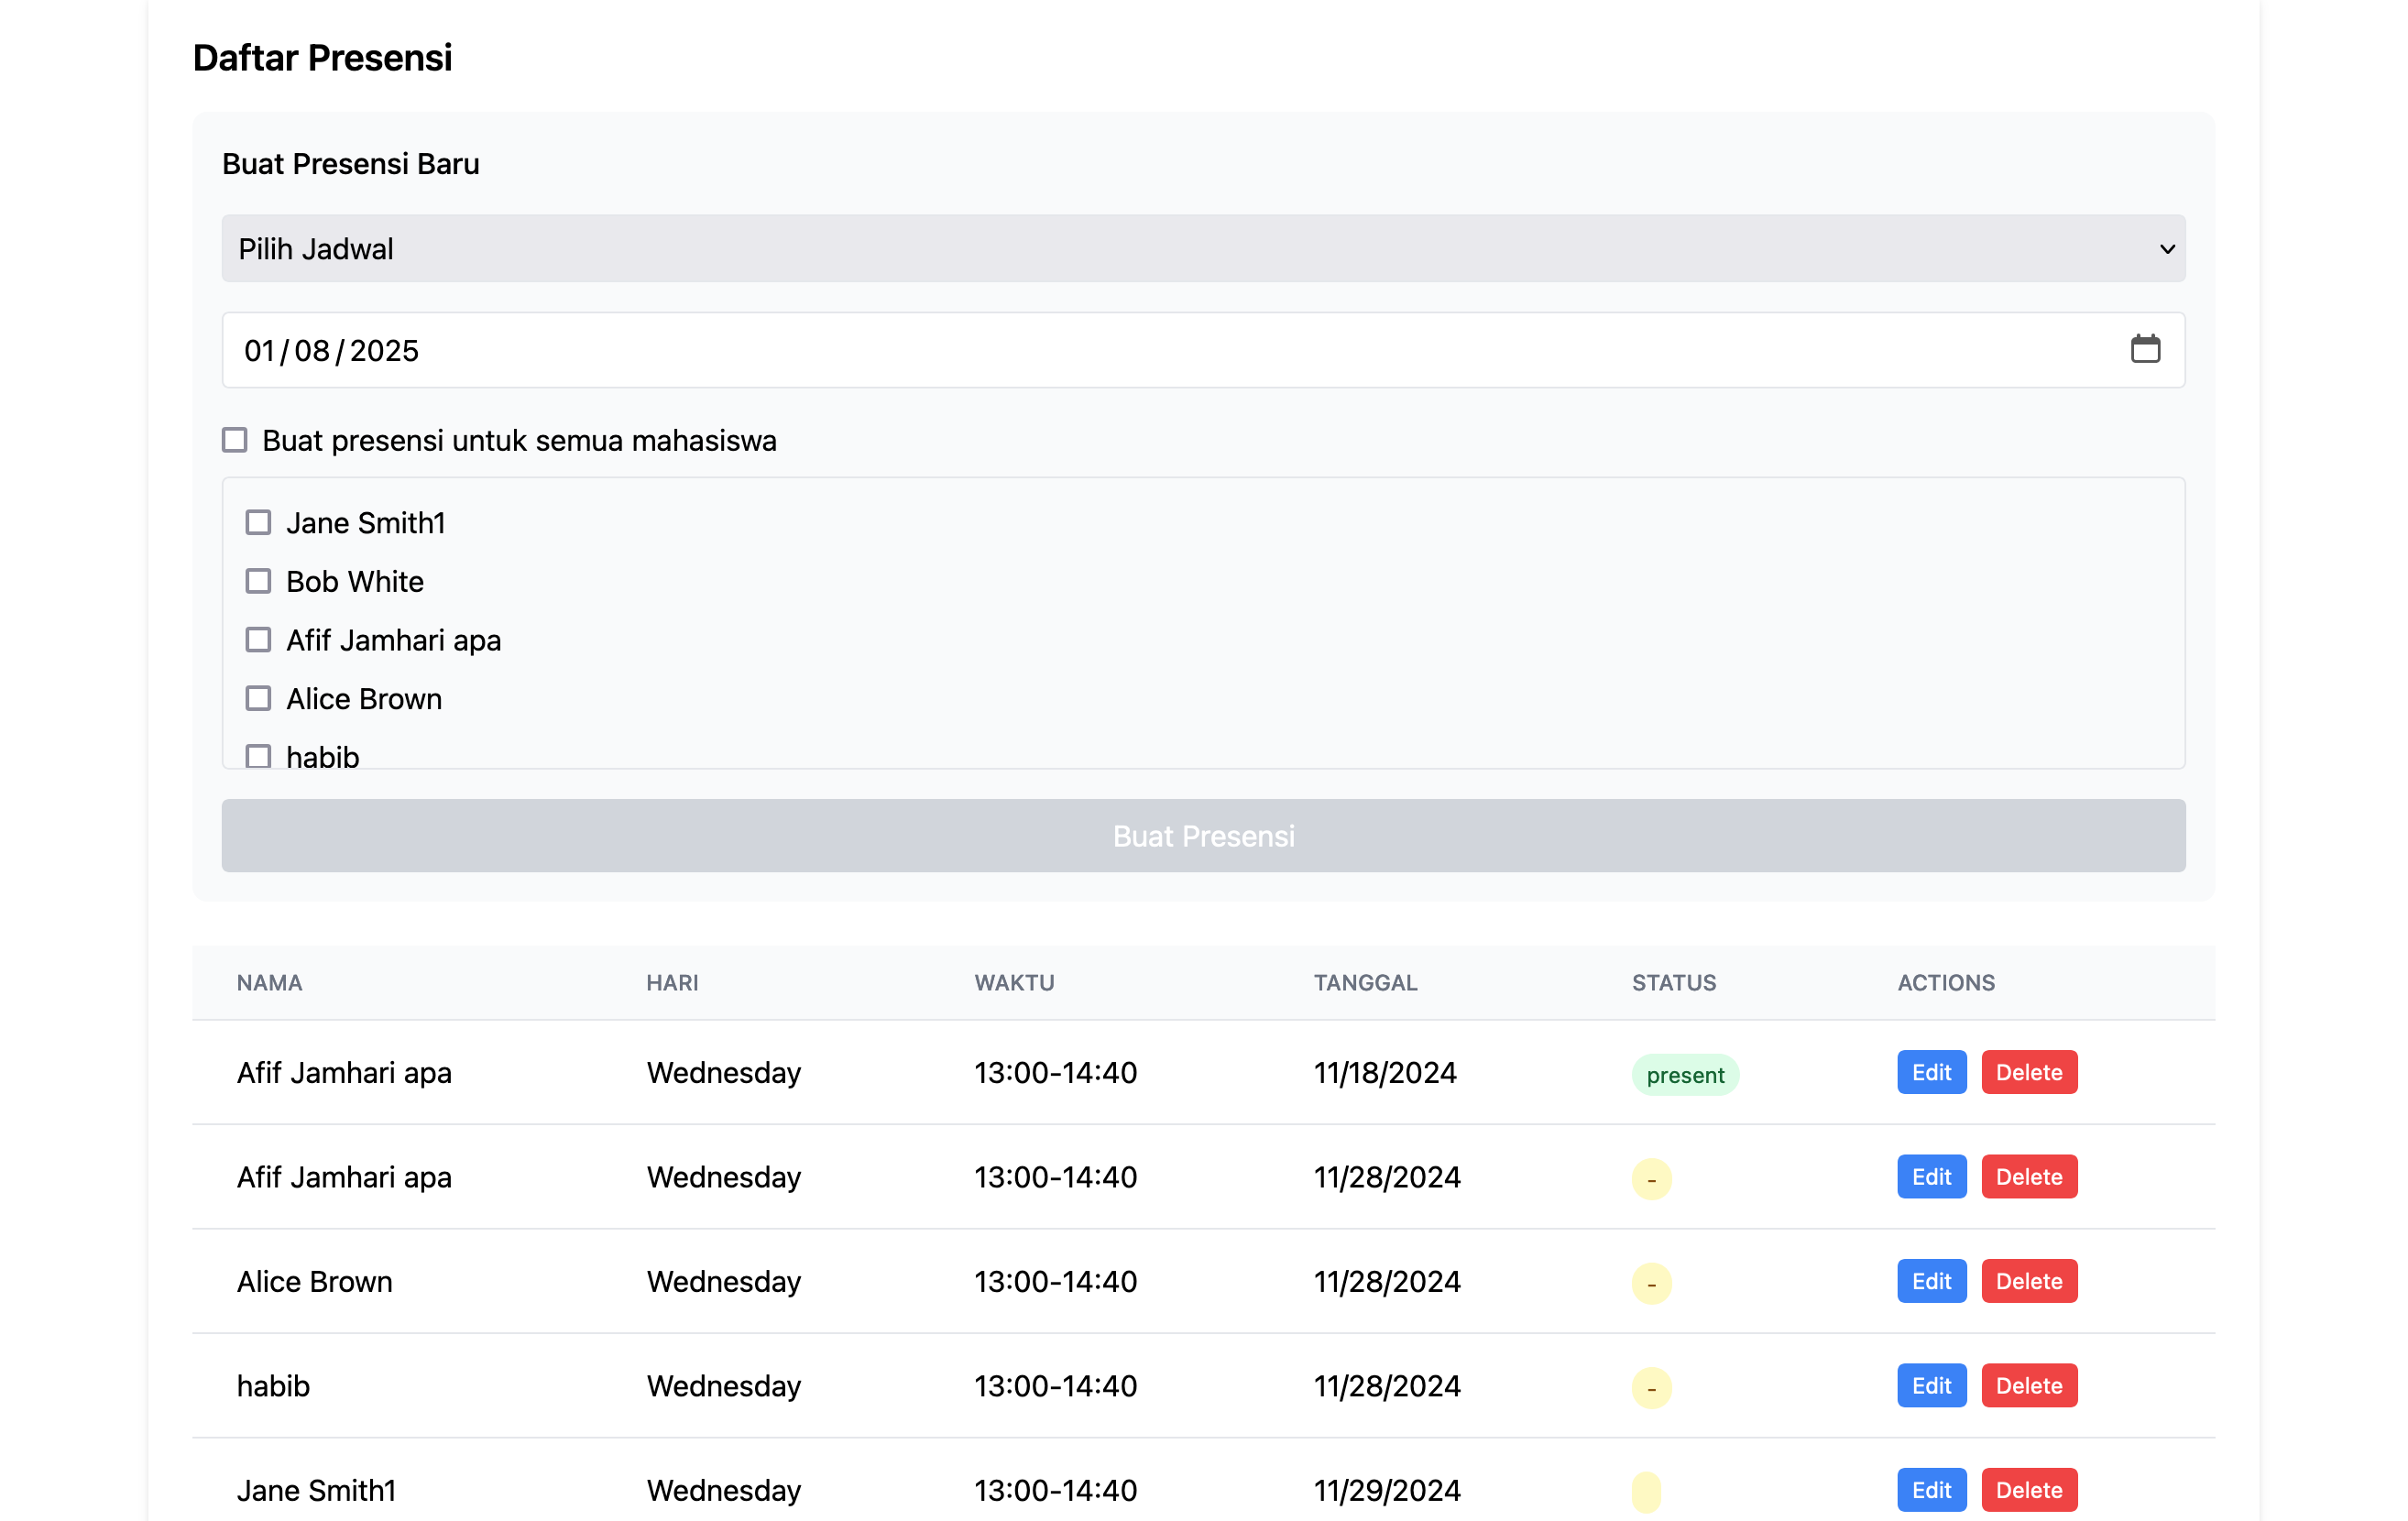 Daftar Presensi
Buat Presensi Baru
Pilih Jadwal
01/08/2025
Buat presensi untuk semua mahasiswa
Jane Smith1
Bob White
Afif Jamhari apa
Alice Brown
habib
Buat Presensi
NAMA HARI WAKTU TANGGAL STATUS ACTIONS
Afif Jamhari apa Wednesday 13:00-14:40 11/18/2024 present Edit Delete
Afif Jamhari apa Wednesday 13:00-14:40 11/28/2024 - Edit Delete
Alice Brown Wednesday 13:00-14:40 11/28/2024 - Edit Delete
habib Wednesday 13:00-14:40 11/28/2024 - Edit Delete
Jane Smith1 Wednesday 13:00-14:40 11/29/2024 Edit Delete